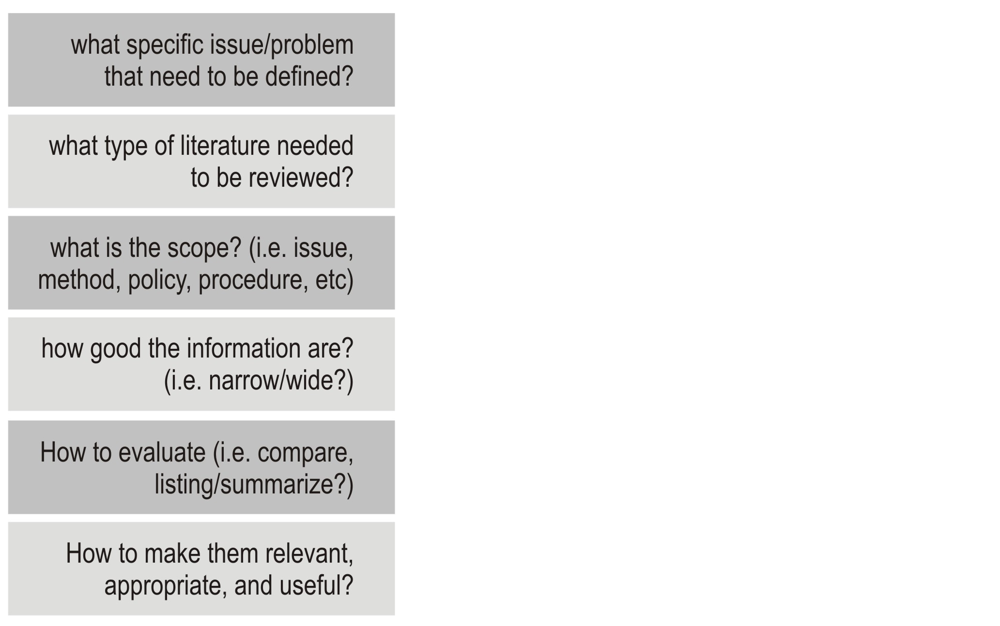 what specific issue/problem
that need to be defined?
what type of literature needed
to be reviewed?
what is the scope? (i.e. issue,
method, policy, procedure, etc)
how good the information are?
(i.e. narrow/wide?)
How to evaluate (i.e. compare,
listing/summarize?)
How to make them relevant,
appropriate, and useful?